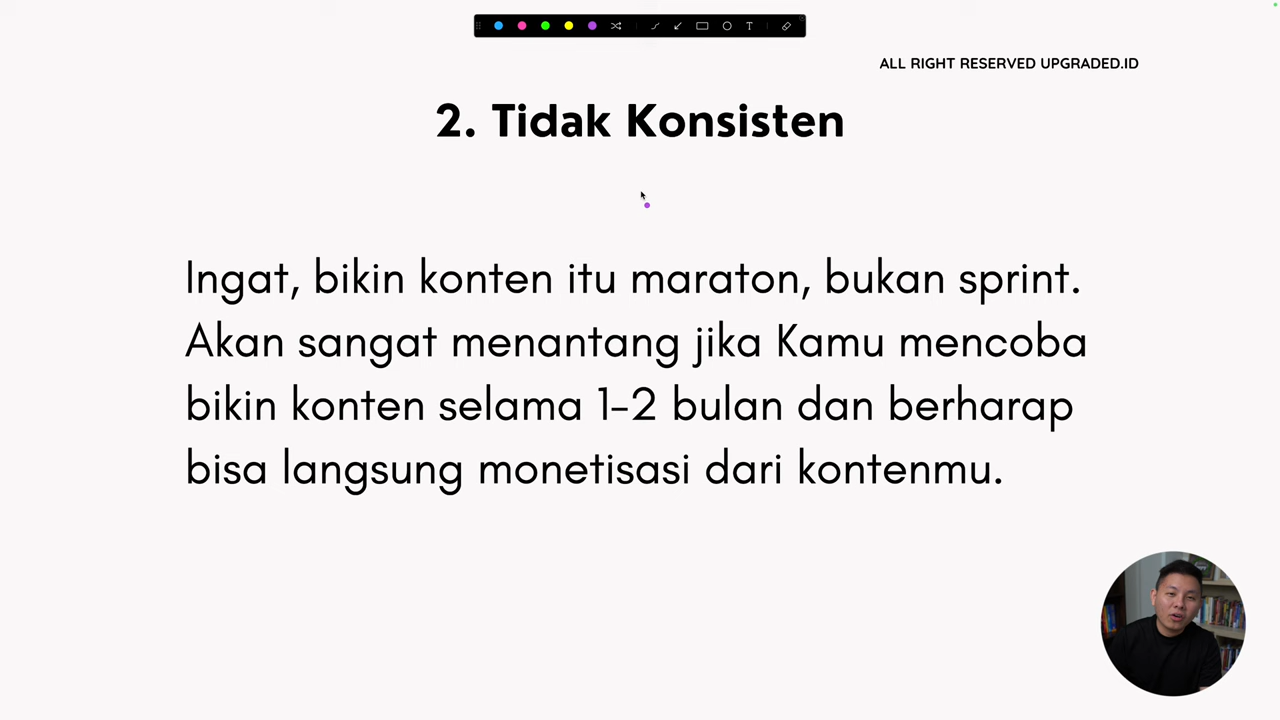 ALL RIGHT RESERVED UPGRADED.ID
2. Tidak Konsisten
Ingat, bikin konten itu maraton, bukan sprint.
Akan sangat menantang jika Kamu mencoba
bikin konten selama 1-2 bulan dan berharap
bisa langsung monetisasi dari kontenmu.